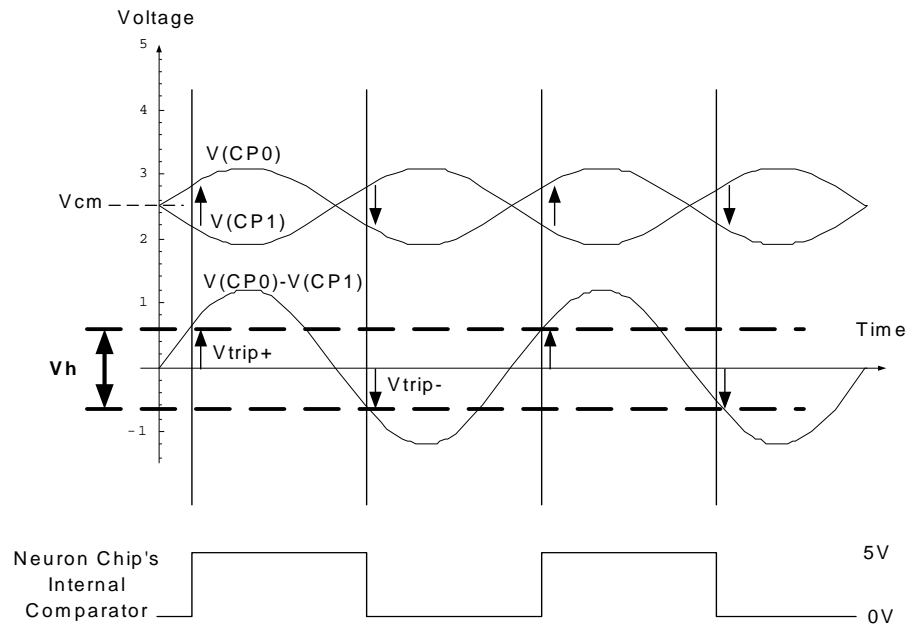 Voltage
5
4
V(CP0)
3
Vcm
V(CP1)
2
V(CP0)-V(CP1)
1
Time
Vtrip+
Vh
Vtrip-
-1
Neuron Chip's
Internal
Comparator
5V
0V